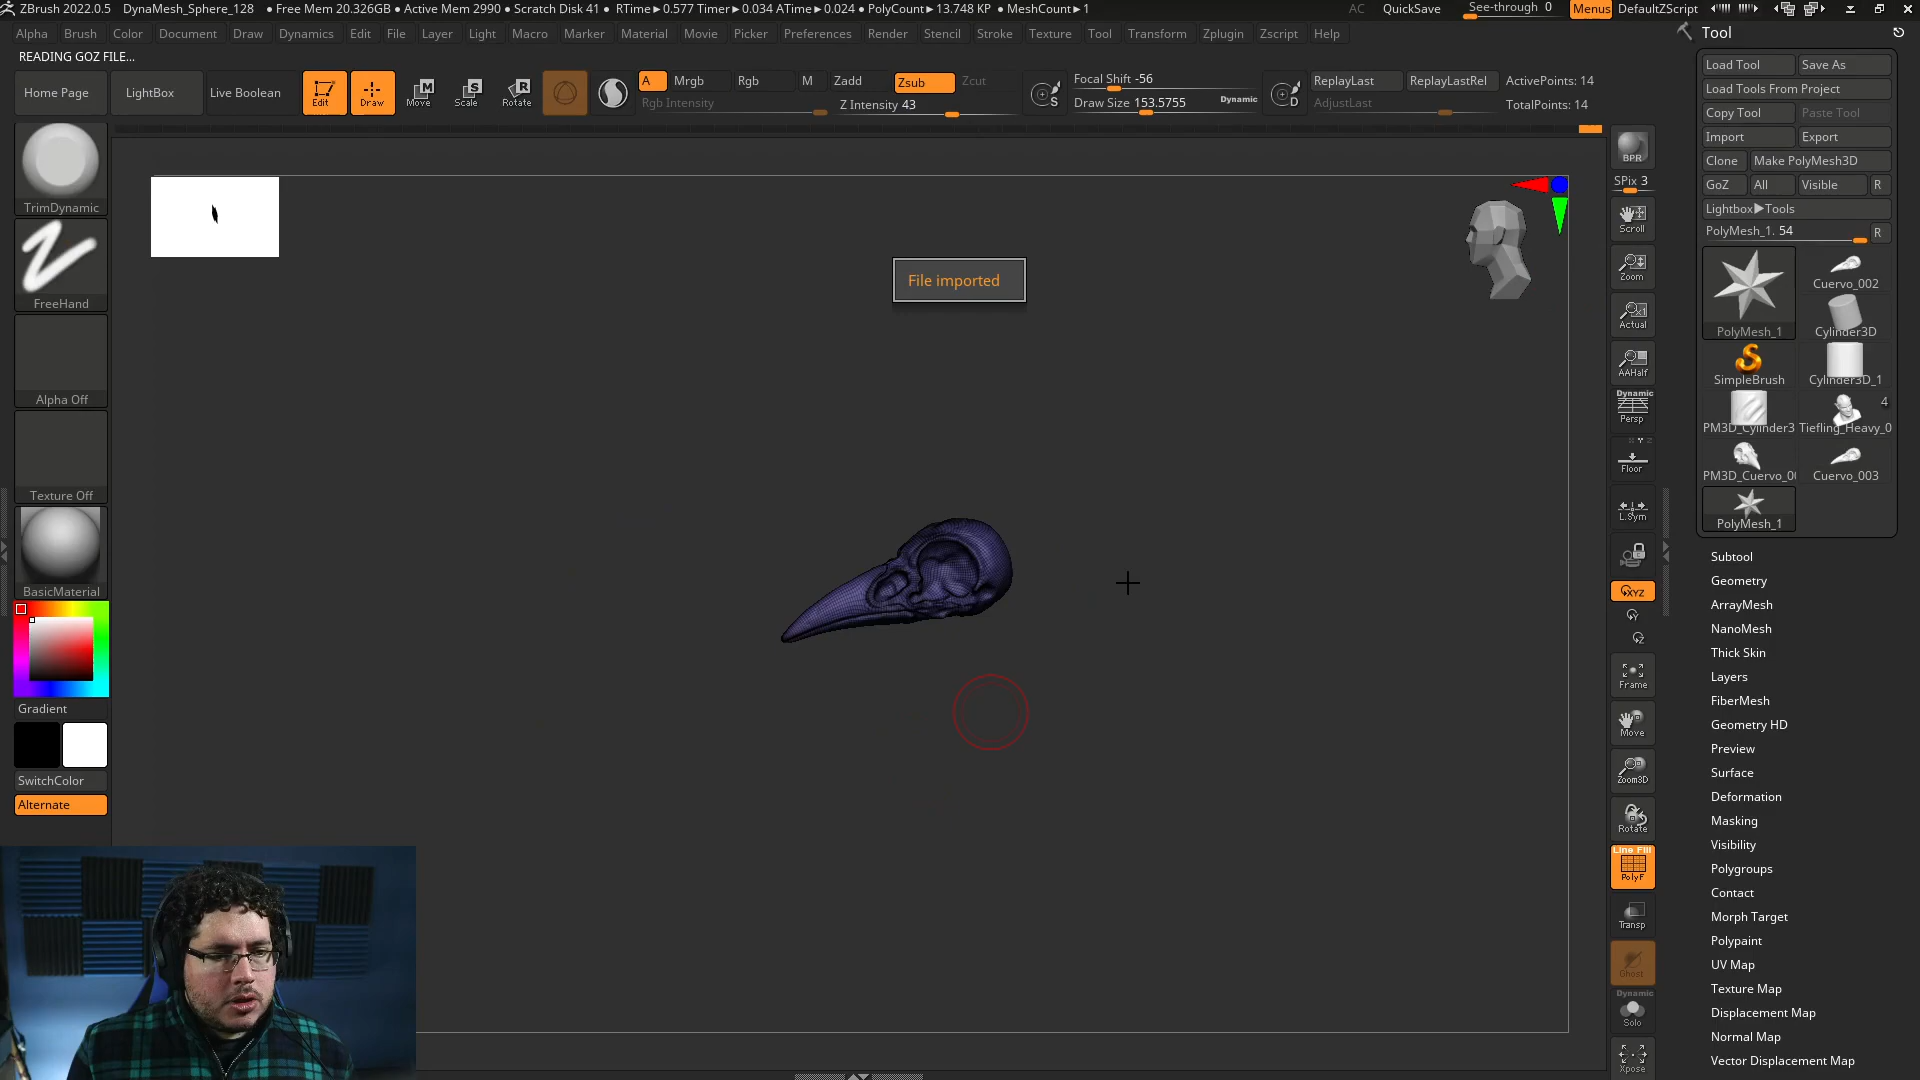 ZBrush 2022.0.5 DynaMesh_Sphere_128 ● Free Mem 20.326GB ● Active Mem 2990 ● Scratch Disk 41 ● RTime►0.577 Timer►0.034 ATime►0.024 ● PolyCount►13.748 KP ● MeshCount►1 AC QuickSave See-through 0 Menus DefaultZScript
Alpha Brush Color Document Draw Dynamics Edit File Layer Light Macro Marker Material Movie Picker Preferences Render Stencil Stroke Texture Tool Transform Zplugin Zscript Help
READING GOZ FILE...
Home Page LightBox Live Boolean Edit Draw Move Scale Rotate
A Mrgb Rgb M Zadd Zsub Zcut
Rgb Intensity Z Intensity 43
Focal Shift -56
Draw Size 153.5755 Dynamic
ReplayLast ReplayLastRel ActivePoints: 14
AdjustLast TotalPoints: 14
TrimDynamic
FreeHand
Alpha Off
Texture Off
BasicMaterial
Gradient
SwitchColor
Alternate
File imported
BPR
SPix 3
Scroll
Zoom
Actual
AAHalf
Dynamic
Persp
Floor
L.Sym
XYZ
Y
Z
Frame
Move
Zoom3D
Rotate
Line Fill
PolyF
Transp
Ghost
Dynamic
Solo
Xpose
Tool
Load Tool Save As
Load Tools From Project
Copy Tool Paste Tool
Import Export
Clone Make PolyMesh3D
GoZ All Visible R
Lightbox►Tools
PolyMesh_1. 54 R
PolyMesh_1 Cuervo_002
Cylinder3D
SimpleBrush Cylinder3D_1
4
PM3D_Cylinder3 Tiefling_Heavy_0
PM3D_Cuervo_00 Cuervo_003
PolyMesh_1
Subtool
Geometry
ArrayMesh
NanoMesh
Thick Skin
Layers
FiberMesh
Geometry HD
Preview
Surface
Deformation
Masking
Visibility
Polygroups
Contact
Morph Target
Polypaint
UV Map
Texture Map
Displacement Map
Normal Map
Vector Displacement Map